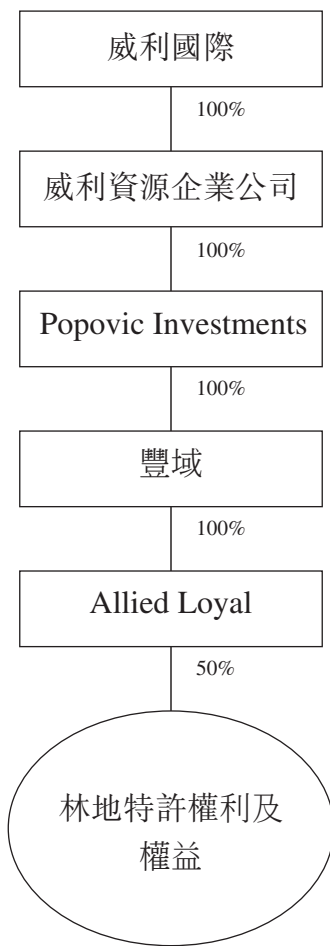 威利國際
100%
威利資源企業公司
100%
Popovic Investments
100%
豐域
100%
Allied Loyal
50%
林地特許權利及
權益